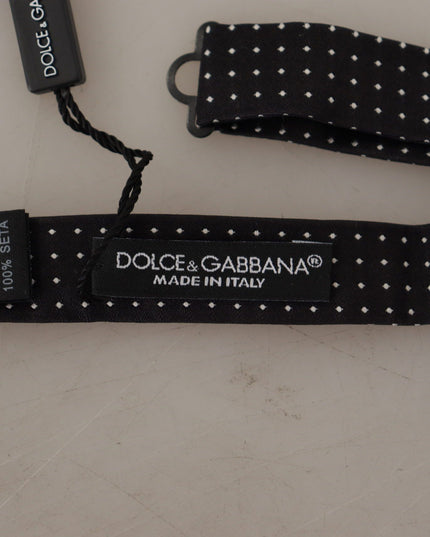 DOLCE & GA
100% SETA
DOLCE & GABBANA®
MADE IN ITALY